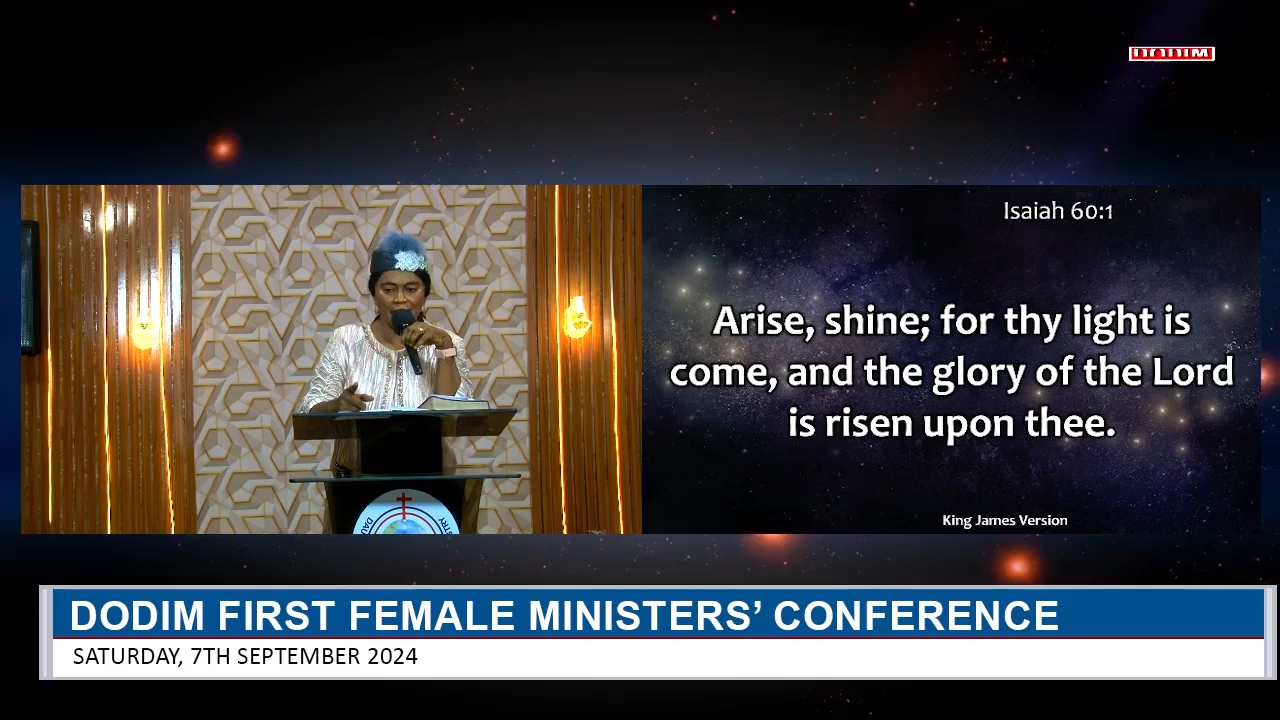 DODIM
Isaiah 60:1
Arise, shine; for thy light is
come, and the glory of the Lord
is risen upon thee.
King James Version
DODIM FIRST FEMALE MINISTERS’ CONFERENCE
SATURDAY, 7TH SEPTEMBER 2024